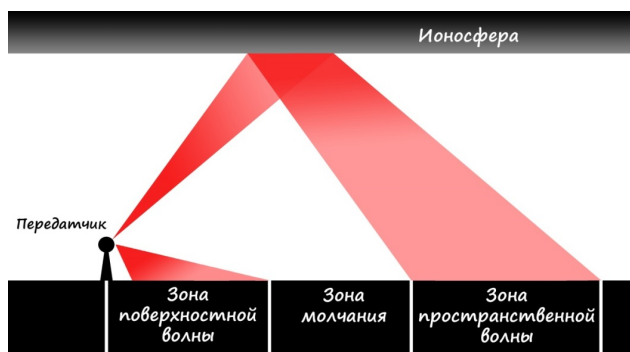 Ионосфера
Передатчик
Зона
поверхностной
волны
Зона
молчания
Зона
пространственной
волны